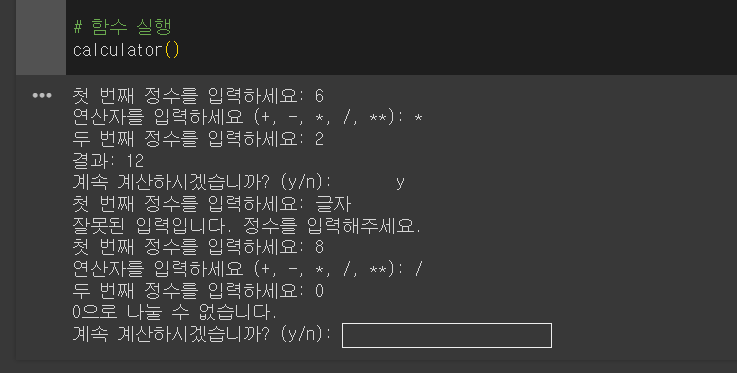 # 함수 실행
calculator()
첫 번째 정수를 입력하세요: 6
연산자를 입력하세요 (+, -, *, /, **): *
두 번째 정수를 입력하세요: 2
결과: 12
계속 계산하시겠습니까? (y/n):      y
첫 번째 정수를 입력하세요: 글자
잘못된 입력입니다. 정수를 입력해주세요.
첫 번째 정수를 입력하세요: 8
연산자를 입력하세요 (+, -, *, /, **): /
두 번째 정수를 입력하세요: 0
0으로 나눌 수 없습니다.
계속 계산하시겠습니까? (y/n):